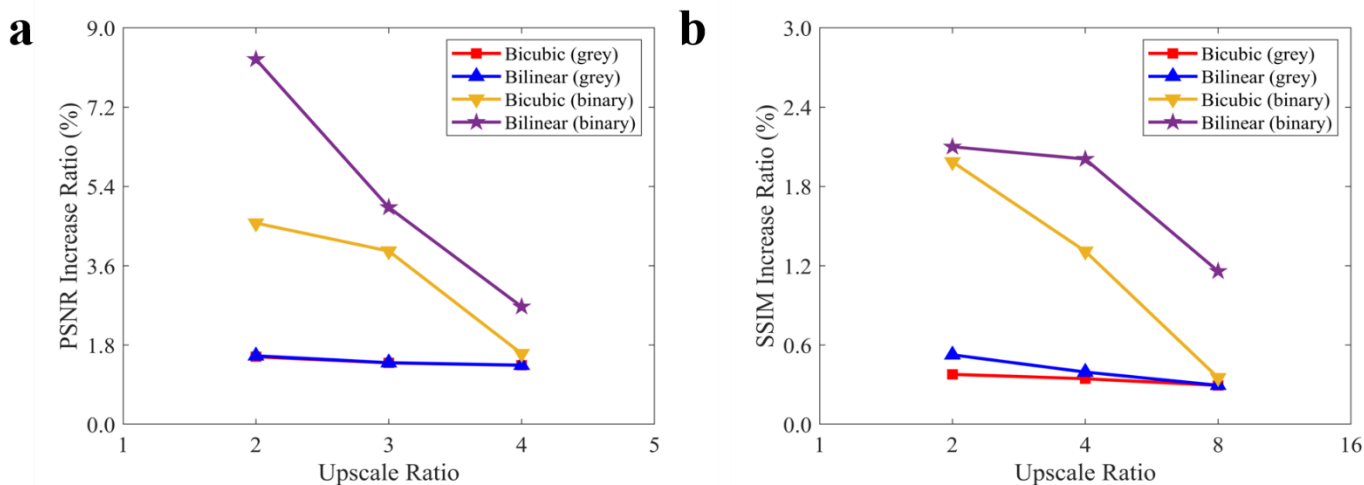 a
9.0
7.2
5.4
3.6
1.8
0.0
PSNR Increase Ratio (%)
Bicubic (grey)
Bilinear (grey)
Bicubic (binary)
Bilinear (binary)
1 2 3 4 5
Upscale Ratio
b
3.0
2.4
1.8
1.2
0.6
0.0
SSIM Increase Ratio (%)
Bicubic (grey)
Bilinear (grey)
Bicubic (binary)
Bilinear (binary)
1 2 4 8 16
Upscale Ratio